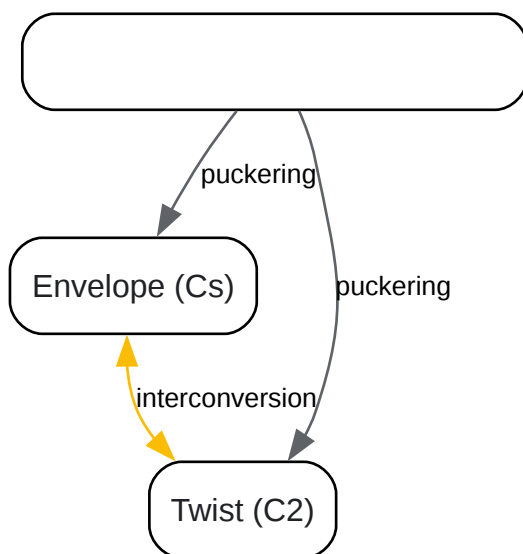 puckering
Envelope (Cs)
puckering
interconversion
Twist (C2)